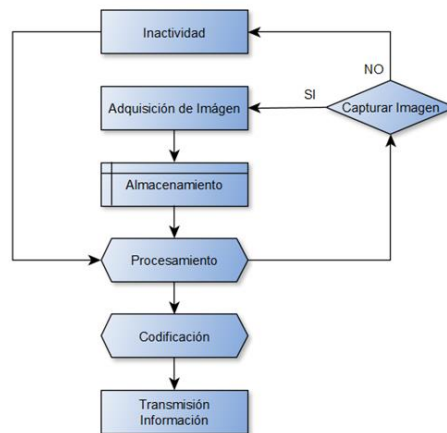 Inactividad
NO
SI
Adquisición de Imágen
Capturar Imagen
Almacenamiento
Procesamiento
Codificación
Transmisión
Información